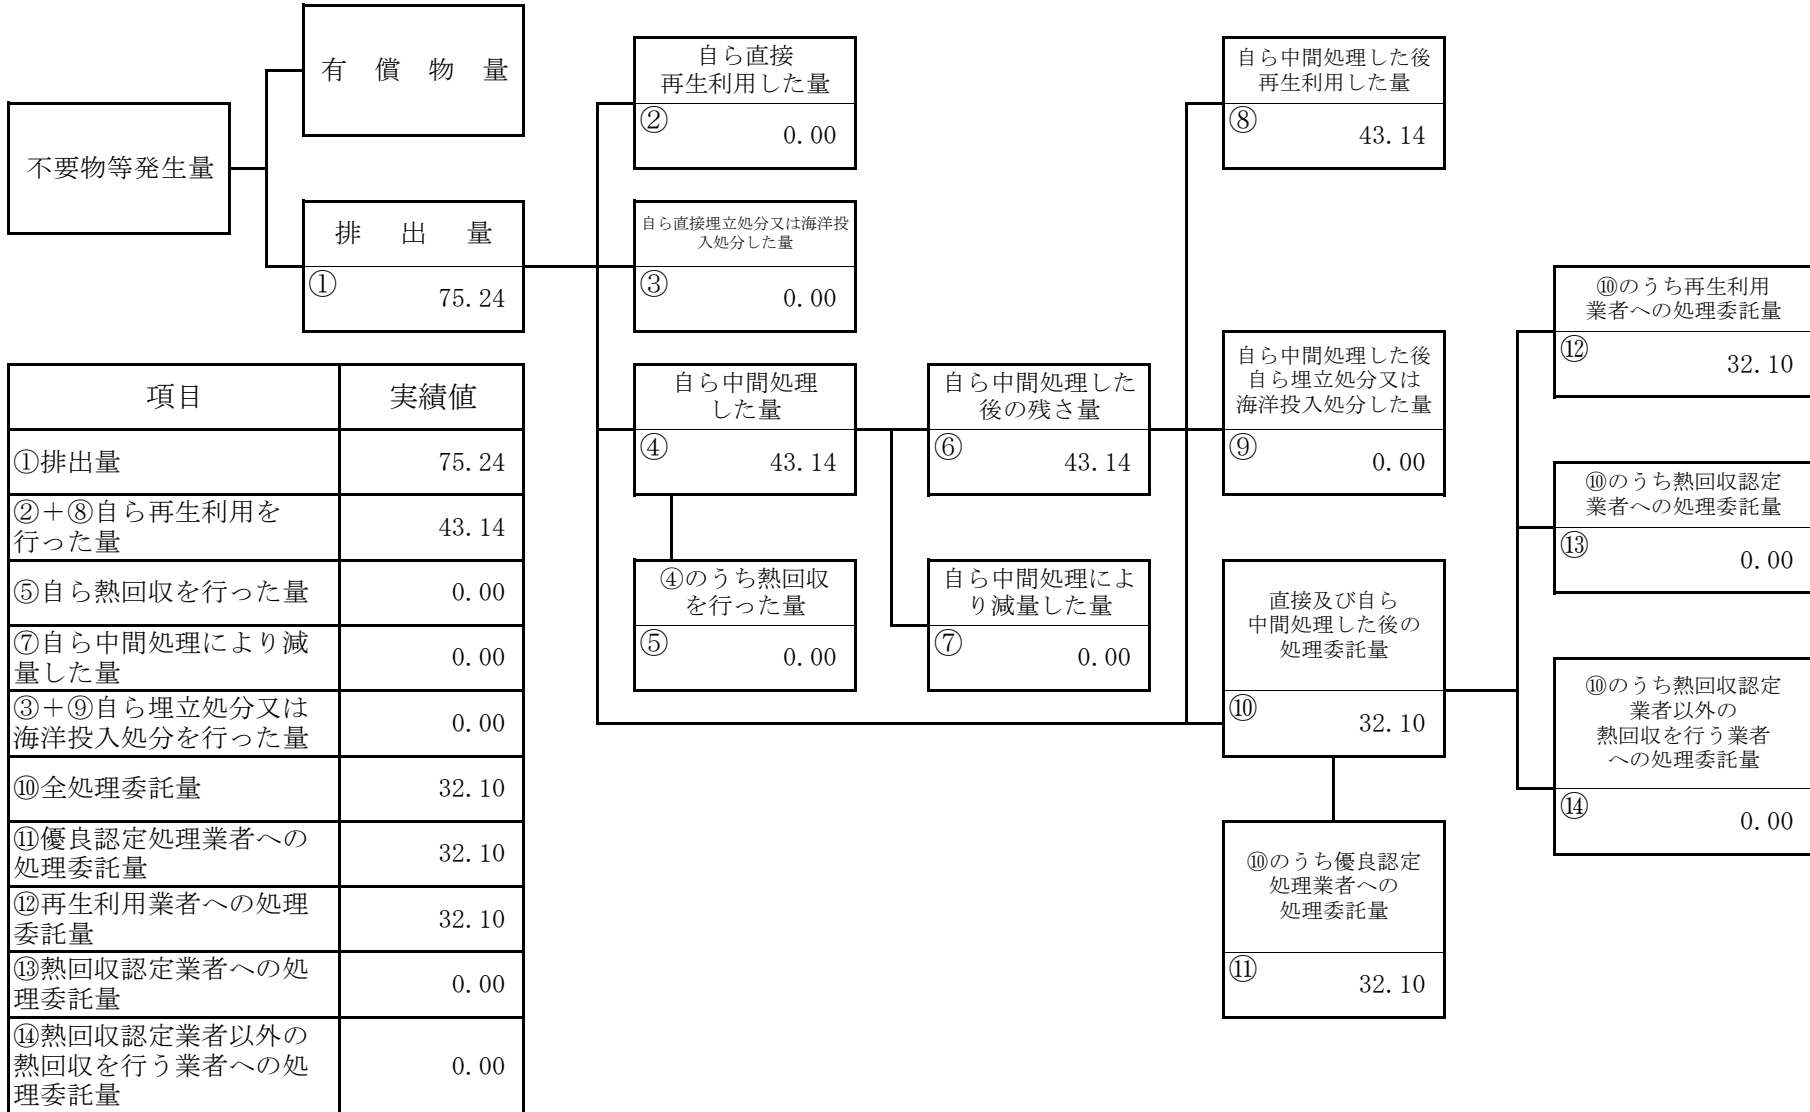 有償物量
不要物等発生量
排出量
①
75.24
自ら直接
再生利用した量
②
0.00
自ら直接埋立処分又は海洋投
入処分した量
③
0.00
自ら中間処理
した量
④
43.14
④のうち熱回収
を行った量
⑤
0.00
自ら中間処理した
後の残さ量
⑥
43.14
自ら中間処理によ
り減量した量
⑦
0.00
自ら中間処理した後
再生利用した量
⑧
43.14
自ら中間処理した後
自ら埋立処分又は
海洋投入処分した量
⑨
0.00
直接及び自ら
中間処理した後の
処理委託量
⑩
32.10
⑩のうち優良認定
処理業者への
処理委託量
⑪
32.10
⑩のうち再生利用
業者への処理委託量
⑫
32.10
⑩のうち熱回収認定
業者への処理委託量
⑬
0.00
⑩のうち熱回収認定
業者以外の
熱回収を行う業者
への処理委託量
⑭
0.00
項目 実績値
①排出量 75.24
②+⑧自ら再生利用を
行った量 43.14
⑤自ら熱回収を行った量 0.00
⑦自ら中間処理により減
量した量 0.00
③+⑨自ら埋立処分又は
海洋投入処分を行った量 0.00
⑩全処理委託量 32.10
⑪優良認定処理業者への
処理委託量 32.10
⑫再生利用業者への処理
委託量 32.10
⑬熱回収認定業者への処
理委託量 0.00
⑭熱回収認定業者以外の
熱回収を行う業者への処
理委託量 0.00